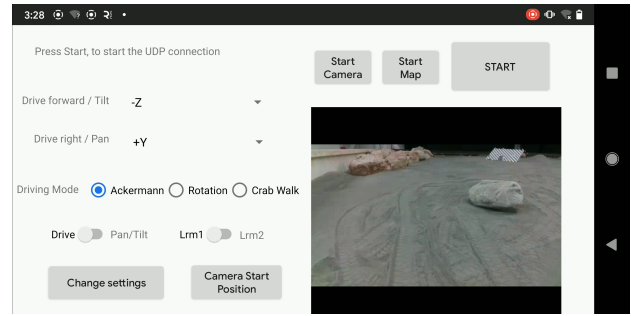 3:28
Press Start, to start the UDP connection
Start
Camera
Start
Map
START
Drive forward / Tilt
-Z
Drive right / Pan
+Y
Driving Mode
Ackermann
Rotation
Crab Walk
Drive
Pan/Tilt
Lrm1
Lrm2
Change settings
Camera Start
Position